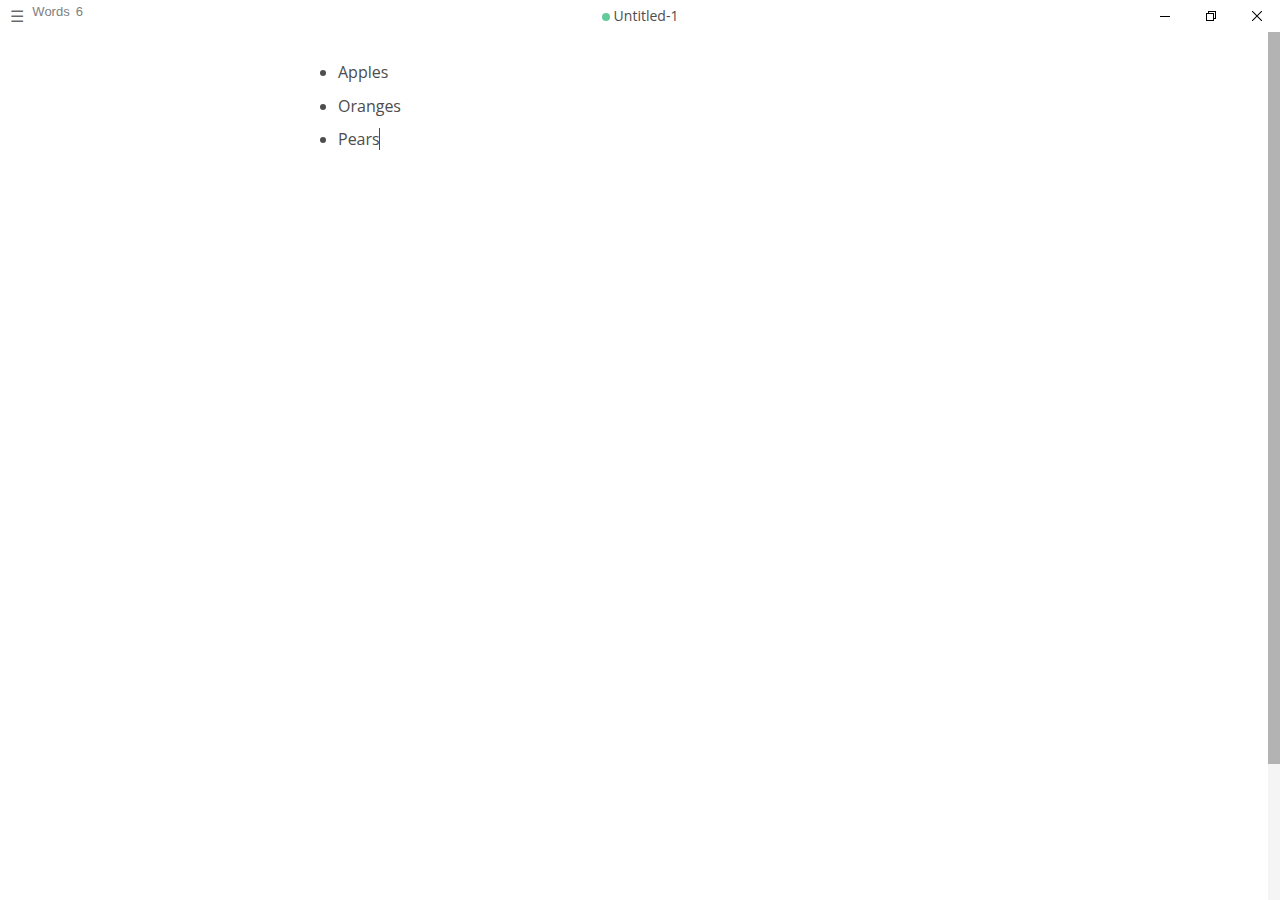 ☰ Words 6
Untitled-1
• Apples
• Oranges
• Pears